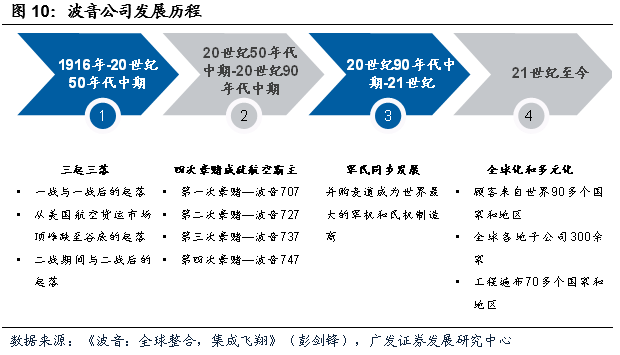 图 10：波音公司发展历程
1916年-20世纪
50年代中期
1
20世纪50年代
中期-20世纪90
年代中期
2
20世纪90年代中
期-21世纪
3
21世纪至今
4
三起三落
• 一战与一战后的起落
• 从美国航空货运市场
顶峰跌至谷底的起落
• 二战期间与二战后的
起落
四次豪赌成就航空霸主
• 第一次豪赌—波音707
• 第二次豪赌—波音727
• 第三次豪赌—波音737
• 第四次豪赌—波音747
军民同步发展
并购麦道成为世界最
大的军机和民机制造
商
全球化和多元化
• 顾客来自世界90多个国
家和地区
• 全球各地子公司300余
家
• 工程遍布70多个国家和
地区
数据来源：《波音：全球整合，集成飞翔》（彭剑锋），广发证券发展研究中心